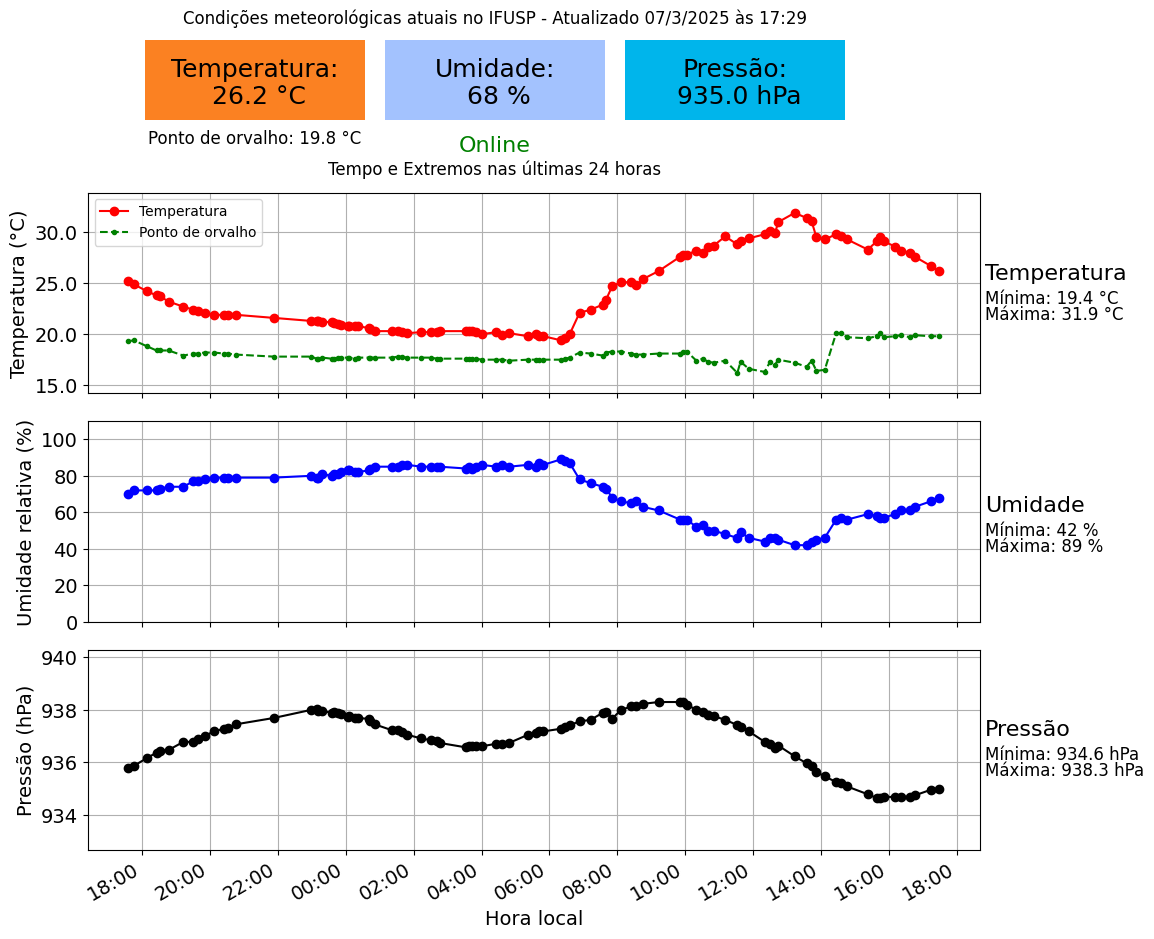 Condições meteorológicas atuais no IFUSP - Atualizado 07/3/2025 às 17:29
Temperatura:
26.2 °C
Umidade:
68 %
Pressão:
935.0 hPa
Ponto de orvalho: 19.8 °C
Online
Tempo e Extremos nas últimas 24 horas
Temperatura (°C)
30.0
25.0
20.0
15.0
Temperatura
Ponto de orvalho
Temperatura
Mínima: 19.4 °C
Máxima: 31.9 °C
Umidade relativa (%)
100
80
60
40
20
0
Umidade
Mínima: 42 %
Máxima: 89 %
Pressão (hPa)
940
938
936
934
Pressão
Mínima: 934.6 hPa
Máxima: 938.3 hPa
18:00 20:00 22:00 00:00 02:00 04:00 06:00 08:00 10:00 12:00 14:00 16:00 18:00
Hora local